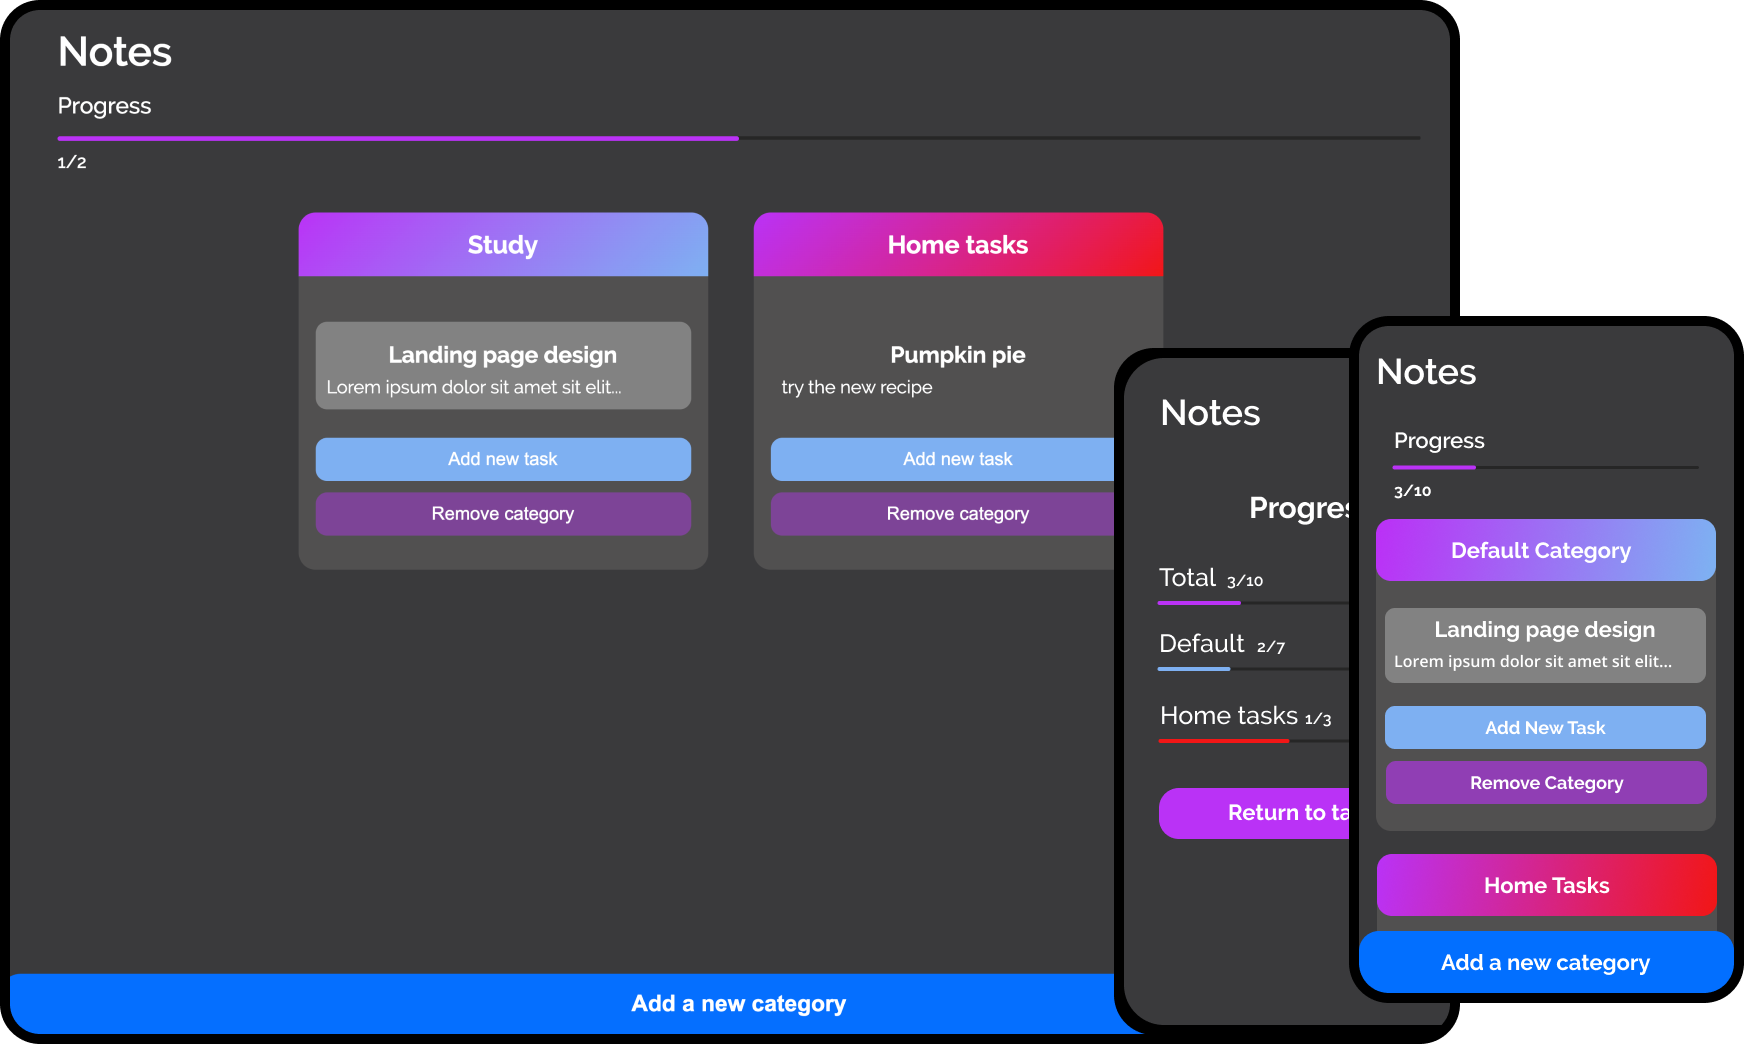 Notes
Progress
1/2
Study
Landing page design
Lorem ipsum dolor sit amet sit elit...
Add new task
Remove category
Home tasks
Pumpkin pie
try the new recipe
Add new task
Remove category
Add a new category
Notes
Total 3/10
Default 2/7
Home tasks 1/3
Return to
Notes
Progress
3/10
Default Category
Landing page design
Lorem ipsum dolor sit amet sit elit...
Add New Task
Remove Category
Home Tasks
Add a new category